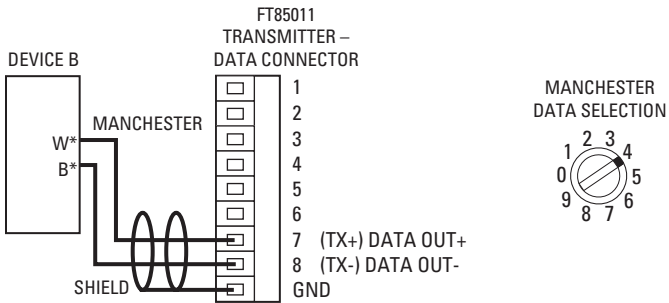 FT85011
TRANSMITTER –
DATA CONNECTOR
DEVICE B
MANCHESTER
W*
B*
SHIELD
1
2
3
4
5
6
7 (TX+) DATA OUT+
8 (TX-) DATA OUT-
GND
MANCHESTER
DATA SELECTION
0
1
2
3
4
5
6
7
8
9